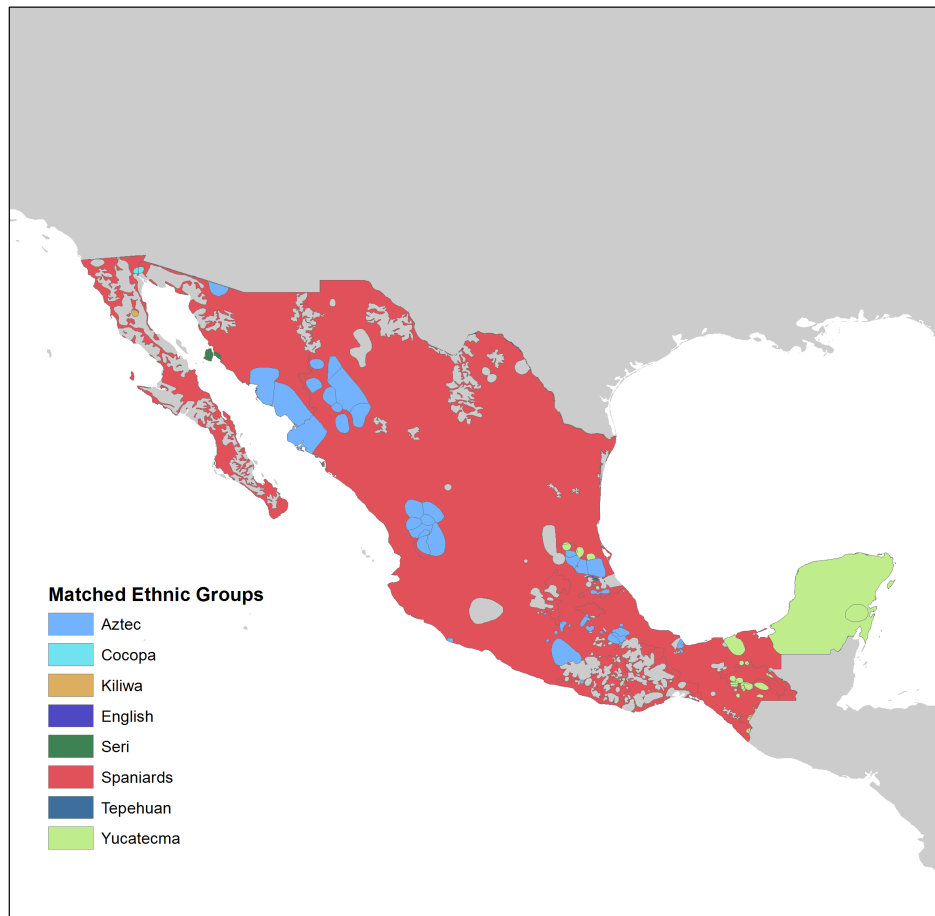 Matched Ethnic Groups
Aztec
Cocopa
Kiliwa
English
Seri
Spaniards
Tepehuan
Yucatecma